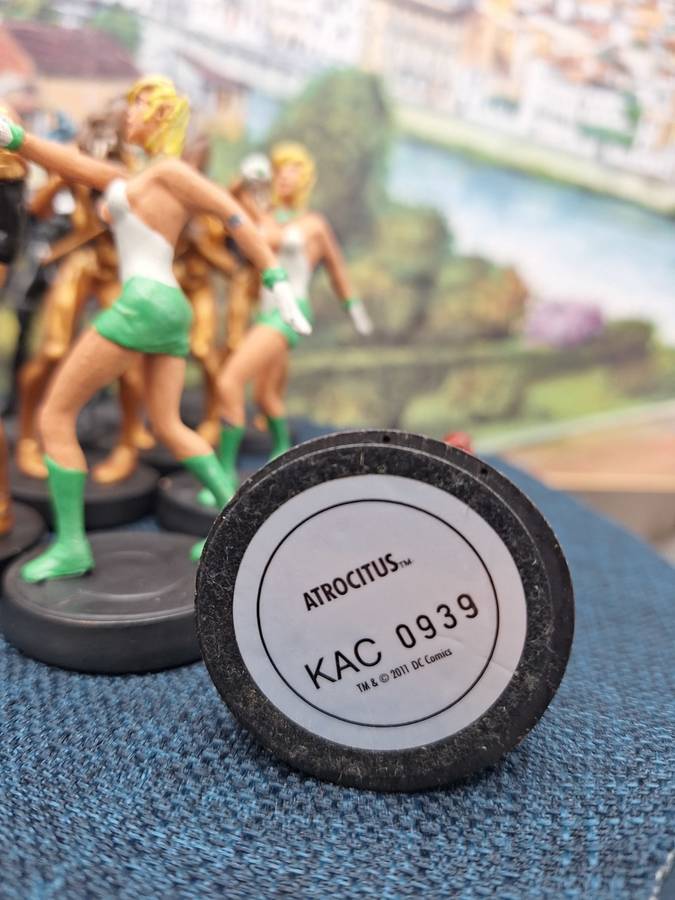 ATROCITUS™
KAC 0939
TM & © 2011 DC Comics